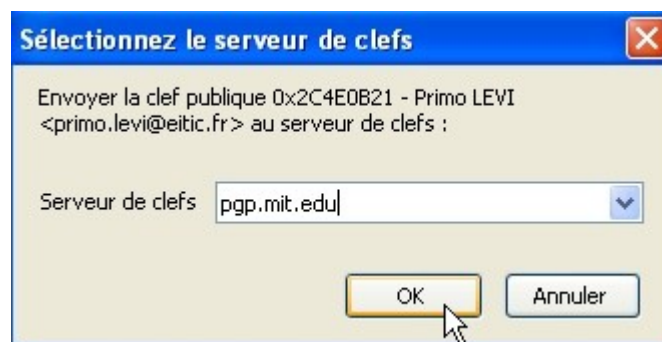 Sélectionnez le serveur de clefs
Envoyer la clef publique 0x2C4E0B21 - Primo LEVI
<primo.levi@eitic.fr> au serveur de clefs :
Serveur de clefs pgp.mit.edu
OK Annuler